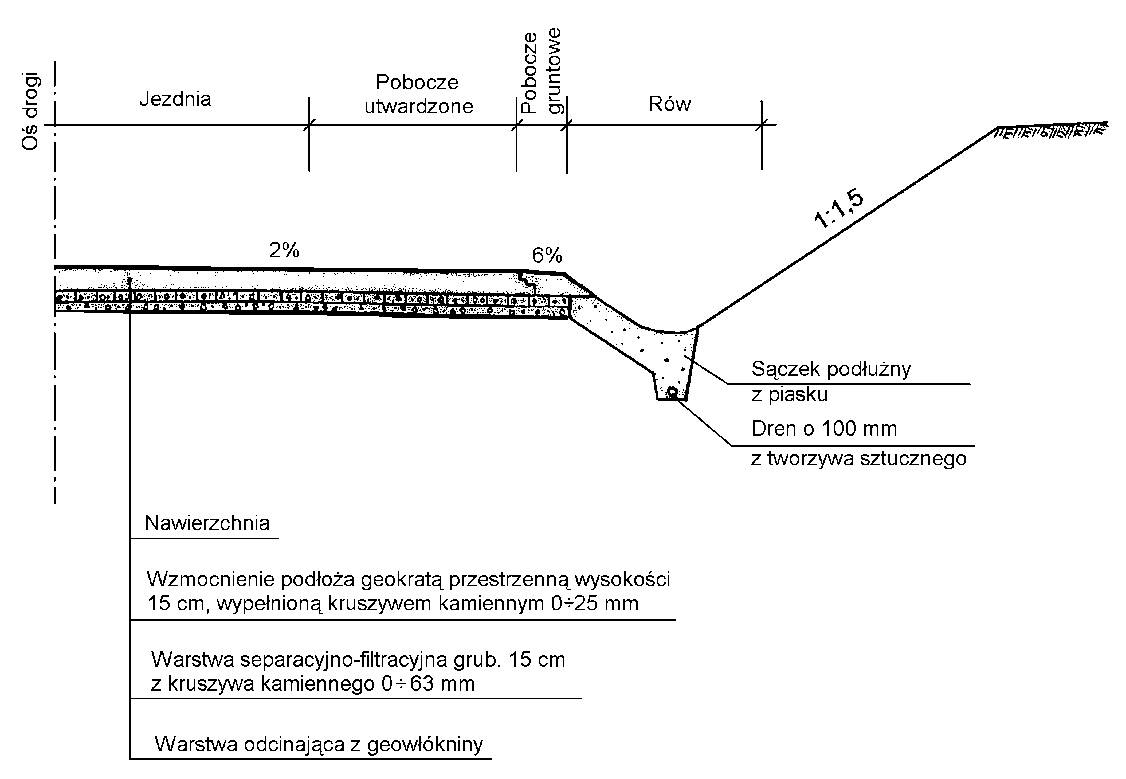 Oś drogi
Jezdnia
Pobocze
utwardzone
Pobocze
gruntowe
Rów
1:1,5
2%
6%
Sączek podłużny
z piasku
Dren o 100 mm
z tworzywa sztucznego
Nawierzchnia
Wzmocnienie podłoża geokratą przestrzenną wysokości
15 cm, wypełnioną kruszywem kamiennym 0÷25 mm
Warstwa separacyjno-filtracyjna grub. 15 cm
z kruszywa kamiennego 0÷63 mm
Warstwa odcinająca z geowłókniny